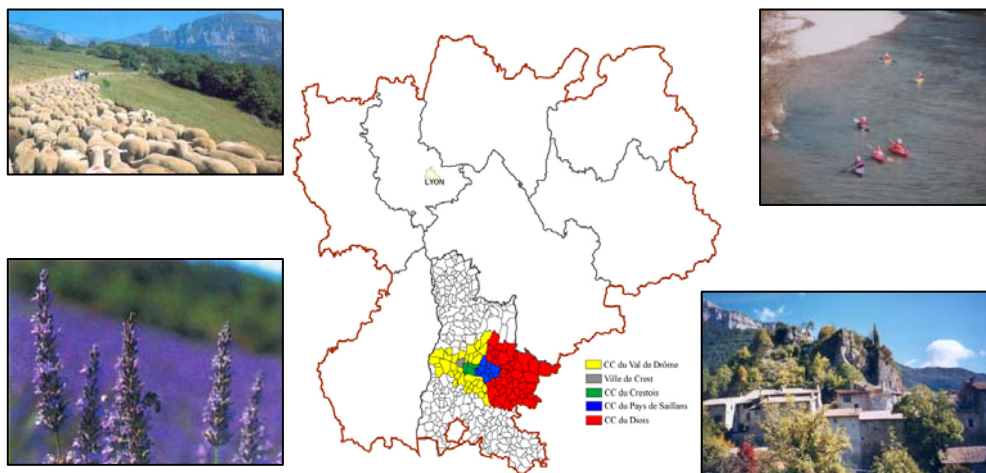 LYON
CC du Val de Drôme
Ville de Crest
CC du Crestois
CC du Pays de Saillans
CC du Diois